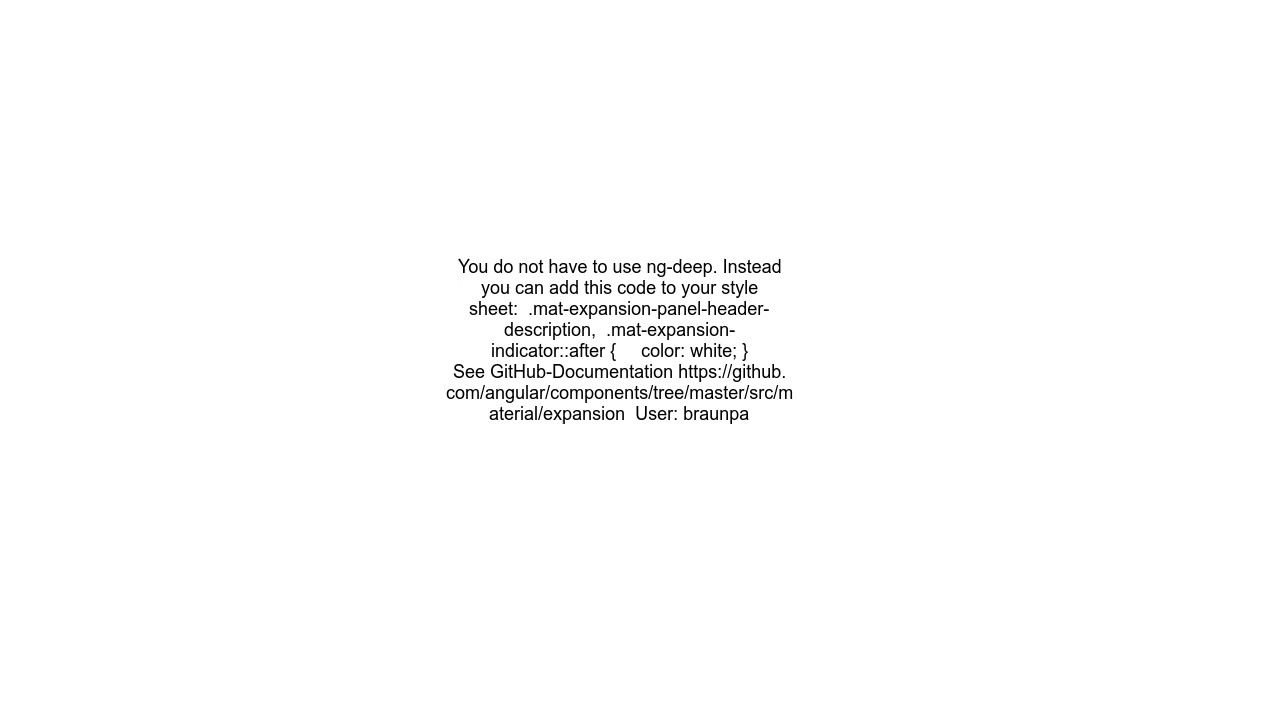 You do not have to use ng-deep. Instead
you can add this code to your style
sheet:  .mat-expansion-panel-header-
description,  .mat-expansion-
indicator::after {     color: white; }
See GitHub-Documentation https://github.
com/angular/components/tree/master/src/m
aterial/expansion  User: braunpa